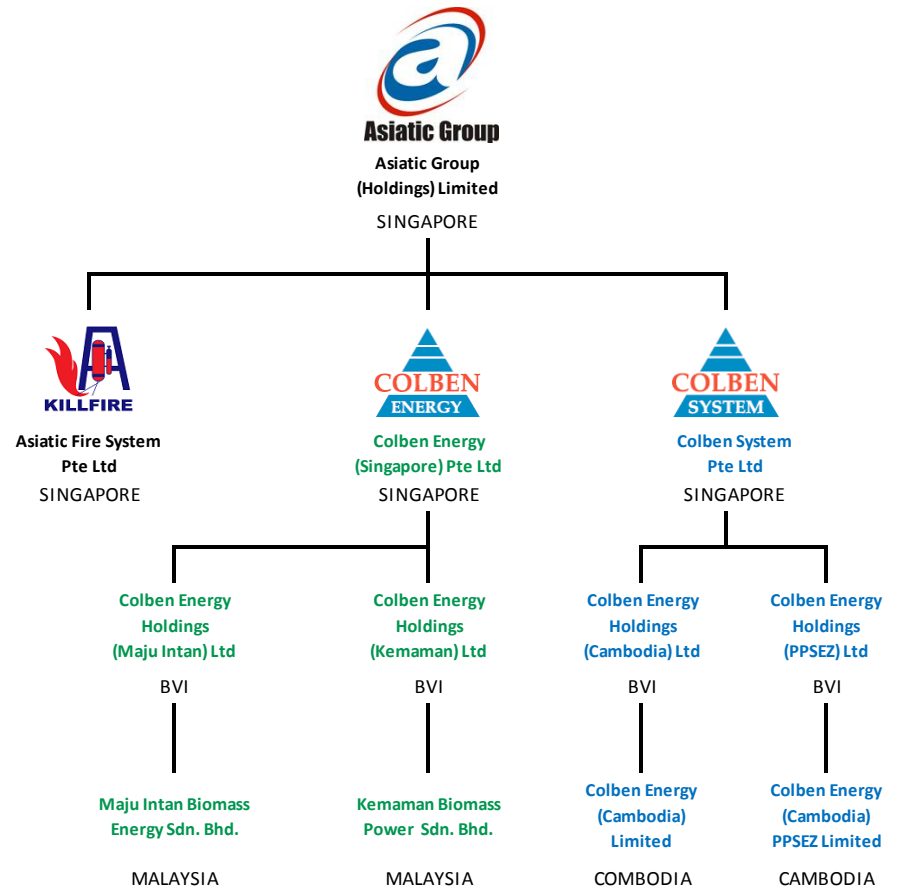 Asiatic Group
Asiatic Group
(Holdings) Limited
SINGAPORE
KILLFIRE
COLBEN
ENERGY
COLBEN
SYSTEM
Asiatic Fire System
Pte Ltd
SINGAPORE
Colben Energy
(Singapore) Pte Ltd
SINGAPORE
Colben System
Pte Ltd
SINGAPORE
Colben Energy
Holdings
(Maju Intan) Ltd
BVI
Colben Energy
Holdings
(Kemaman) Ltd
BVI
Colben Energy
Holdings
(Cambodia) Ltd
BVI
Colben Energy
Holdings
(PPSEZ) Ltd
BVI
Maju Intan Biomass
Energy Sdn. Bhd.
MALAYSIA
Kemaman Biomass
Power Sdn. Bhd.
MALAYSIA
Colben Energy
(Cambodia)
Limited
COMBODIA
Colben Energy
(Cambodia)
PPSEZ Limited
CAMBODIA